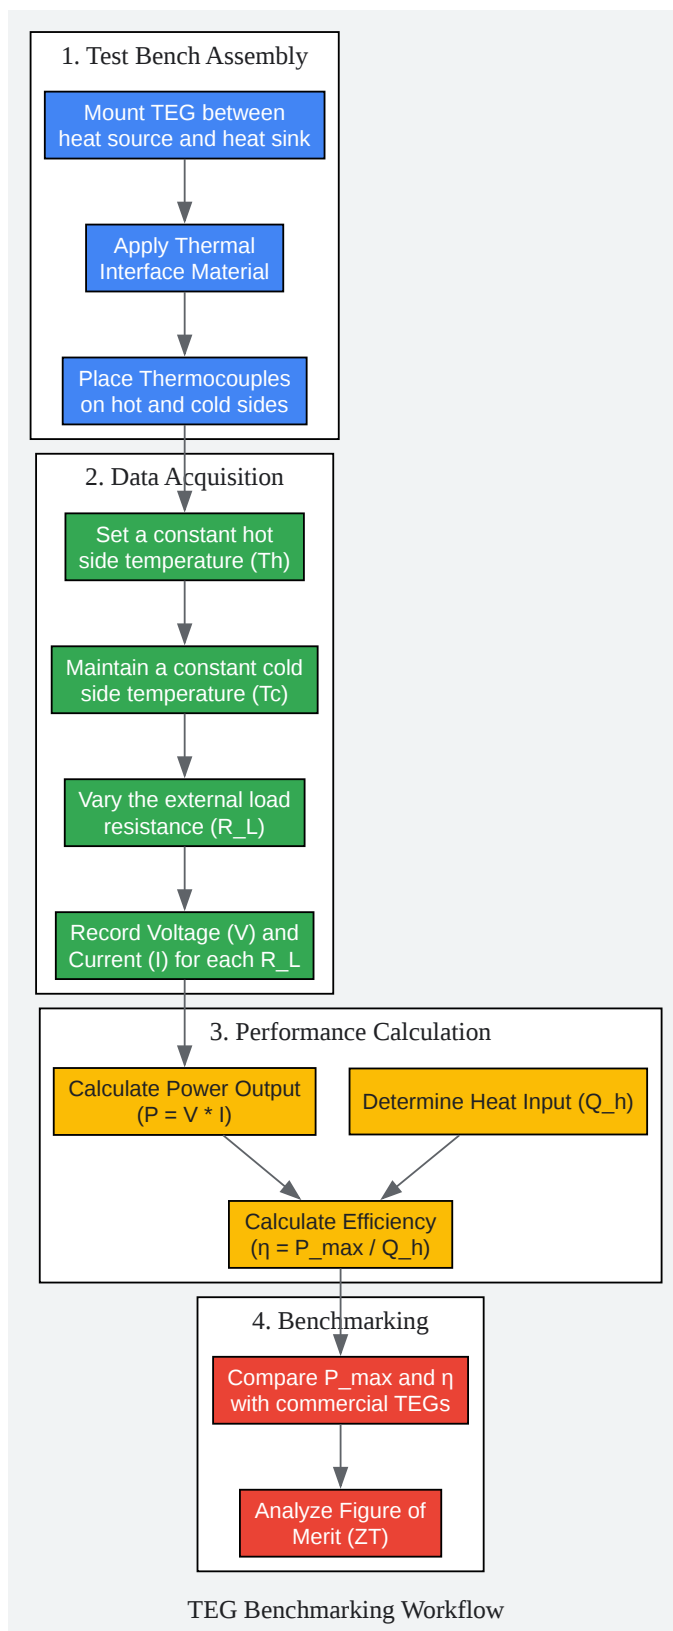 1. Test Bench Assembly
Mount TEG between
heat source and heat sink
Apply Thermal
Interface Material
Place Thermocouples
on hot and cold sides
2. Data Acquisition
Set a constant hot
side temperature (Th)
Maintain a constant cold
side temperature (Tc)
Vary the external load
resistance (R_L)
Record Voltage (V) and
Current (I) for each R_L
3. Performance Calculation
Calculate Power Output
(P = V * I)
Determine Heat Input (Q_h)
Calculate Efficiency
(η = P_max / Q_h)
4. Benchmarking
Compare P_max and η
with commercial TEGs
Analyze Figure of
Merit (ZT)
TEG Benchmarking Workflow